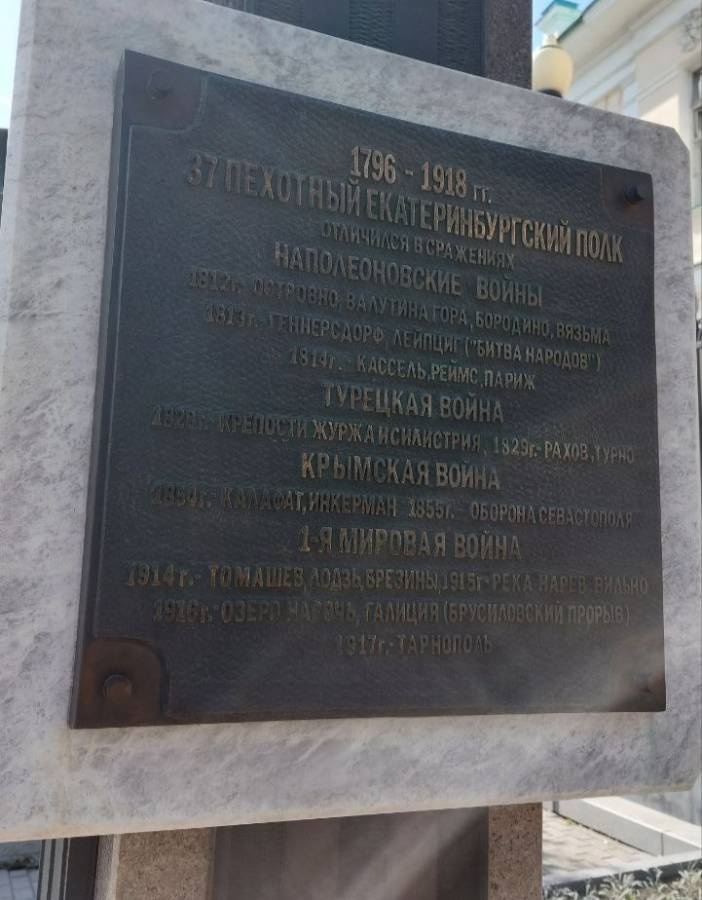 1796 - 1918 гг.
37 ПЕХОТНЫЙ ЕКАТЕРИНБУРГСКИЙ ПОЛК
ОТЛИЧИЛСЯ В СРАЖЕНИЯХ
НАПОЛЕОНОВСКИЕ ВОЙНЫ
1812г. ОСТРОВНО, ВАЛУТИНА ГОРА, БОРОДИНО, ВЯЗЬМА
1813г. ГЕННЕРСДОРФ, ЛЕЙПЦИГ ("БИТВА НАРОДОВ")
1814г. - КАССЕЛЬ, РЕЙМС, ПАРИЖ
ТУРЕЦКАЯ ВОЙНА
1828г. - КРЕПОСТИ ЖУРЖА И СИЛИСТРИЯ, 1829г.- РАХОВ, ТУРНО
КРЫМСКАЯ ВОЙНА
1854г.- КАЛАФАТ, ИНКЕРМАН 1855г. ОБОРОНА СЕВАСТОПОЛЯ
1-Я МИРОВАЯ ВОЙНА
1914г.- ТОМАШЕВ, ЛОДЗЬ, БРЕЗИНЫ, 1915г- РЕКА НАРЕВ ВИЛЬНО
1916г. ОЗЕРО НАРОЧЬ, ГАЛИЦИЯ (БРУСИЛОВСКИЙ ПРОРЫВ)
1917г.- ТАРНОПОЛЬ